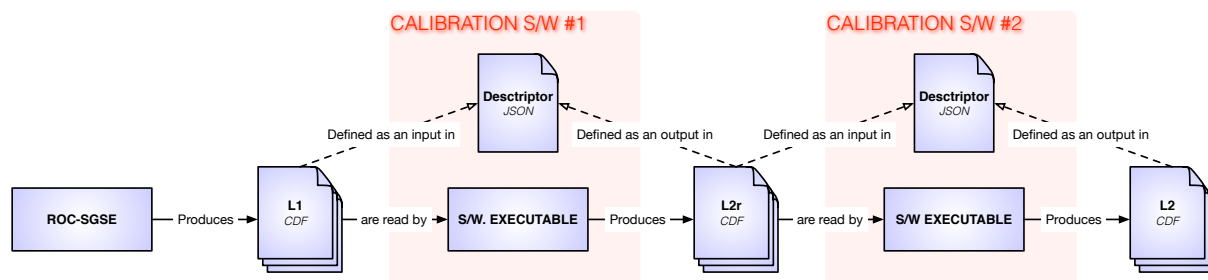 CALIBRATION S/W #1
CALIBRATION S/W #2
Desctriptor
JSON
Desctriptor
JSON
Defined as an input in
Defined as an output in
Defined as an input in
Defined as an output in
ROC-SGSE
Produces
L1
CDF
are read by
S/W. EXECUTABLE
Produces
L2r
CDF
are read by
S/W EXECUTABLE
Produces
L2
CDF